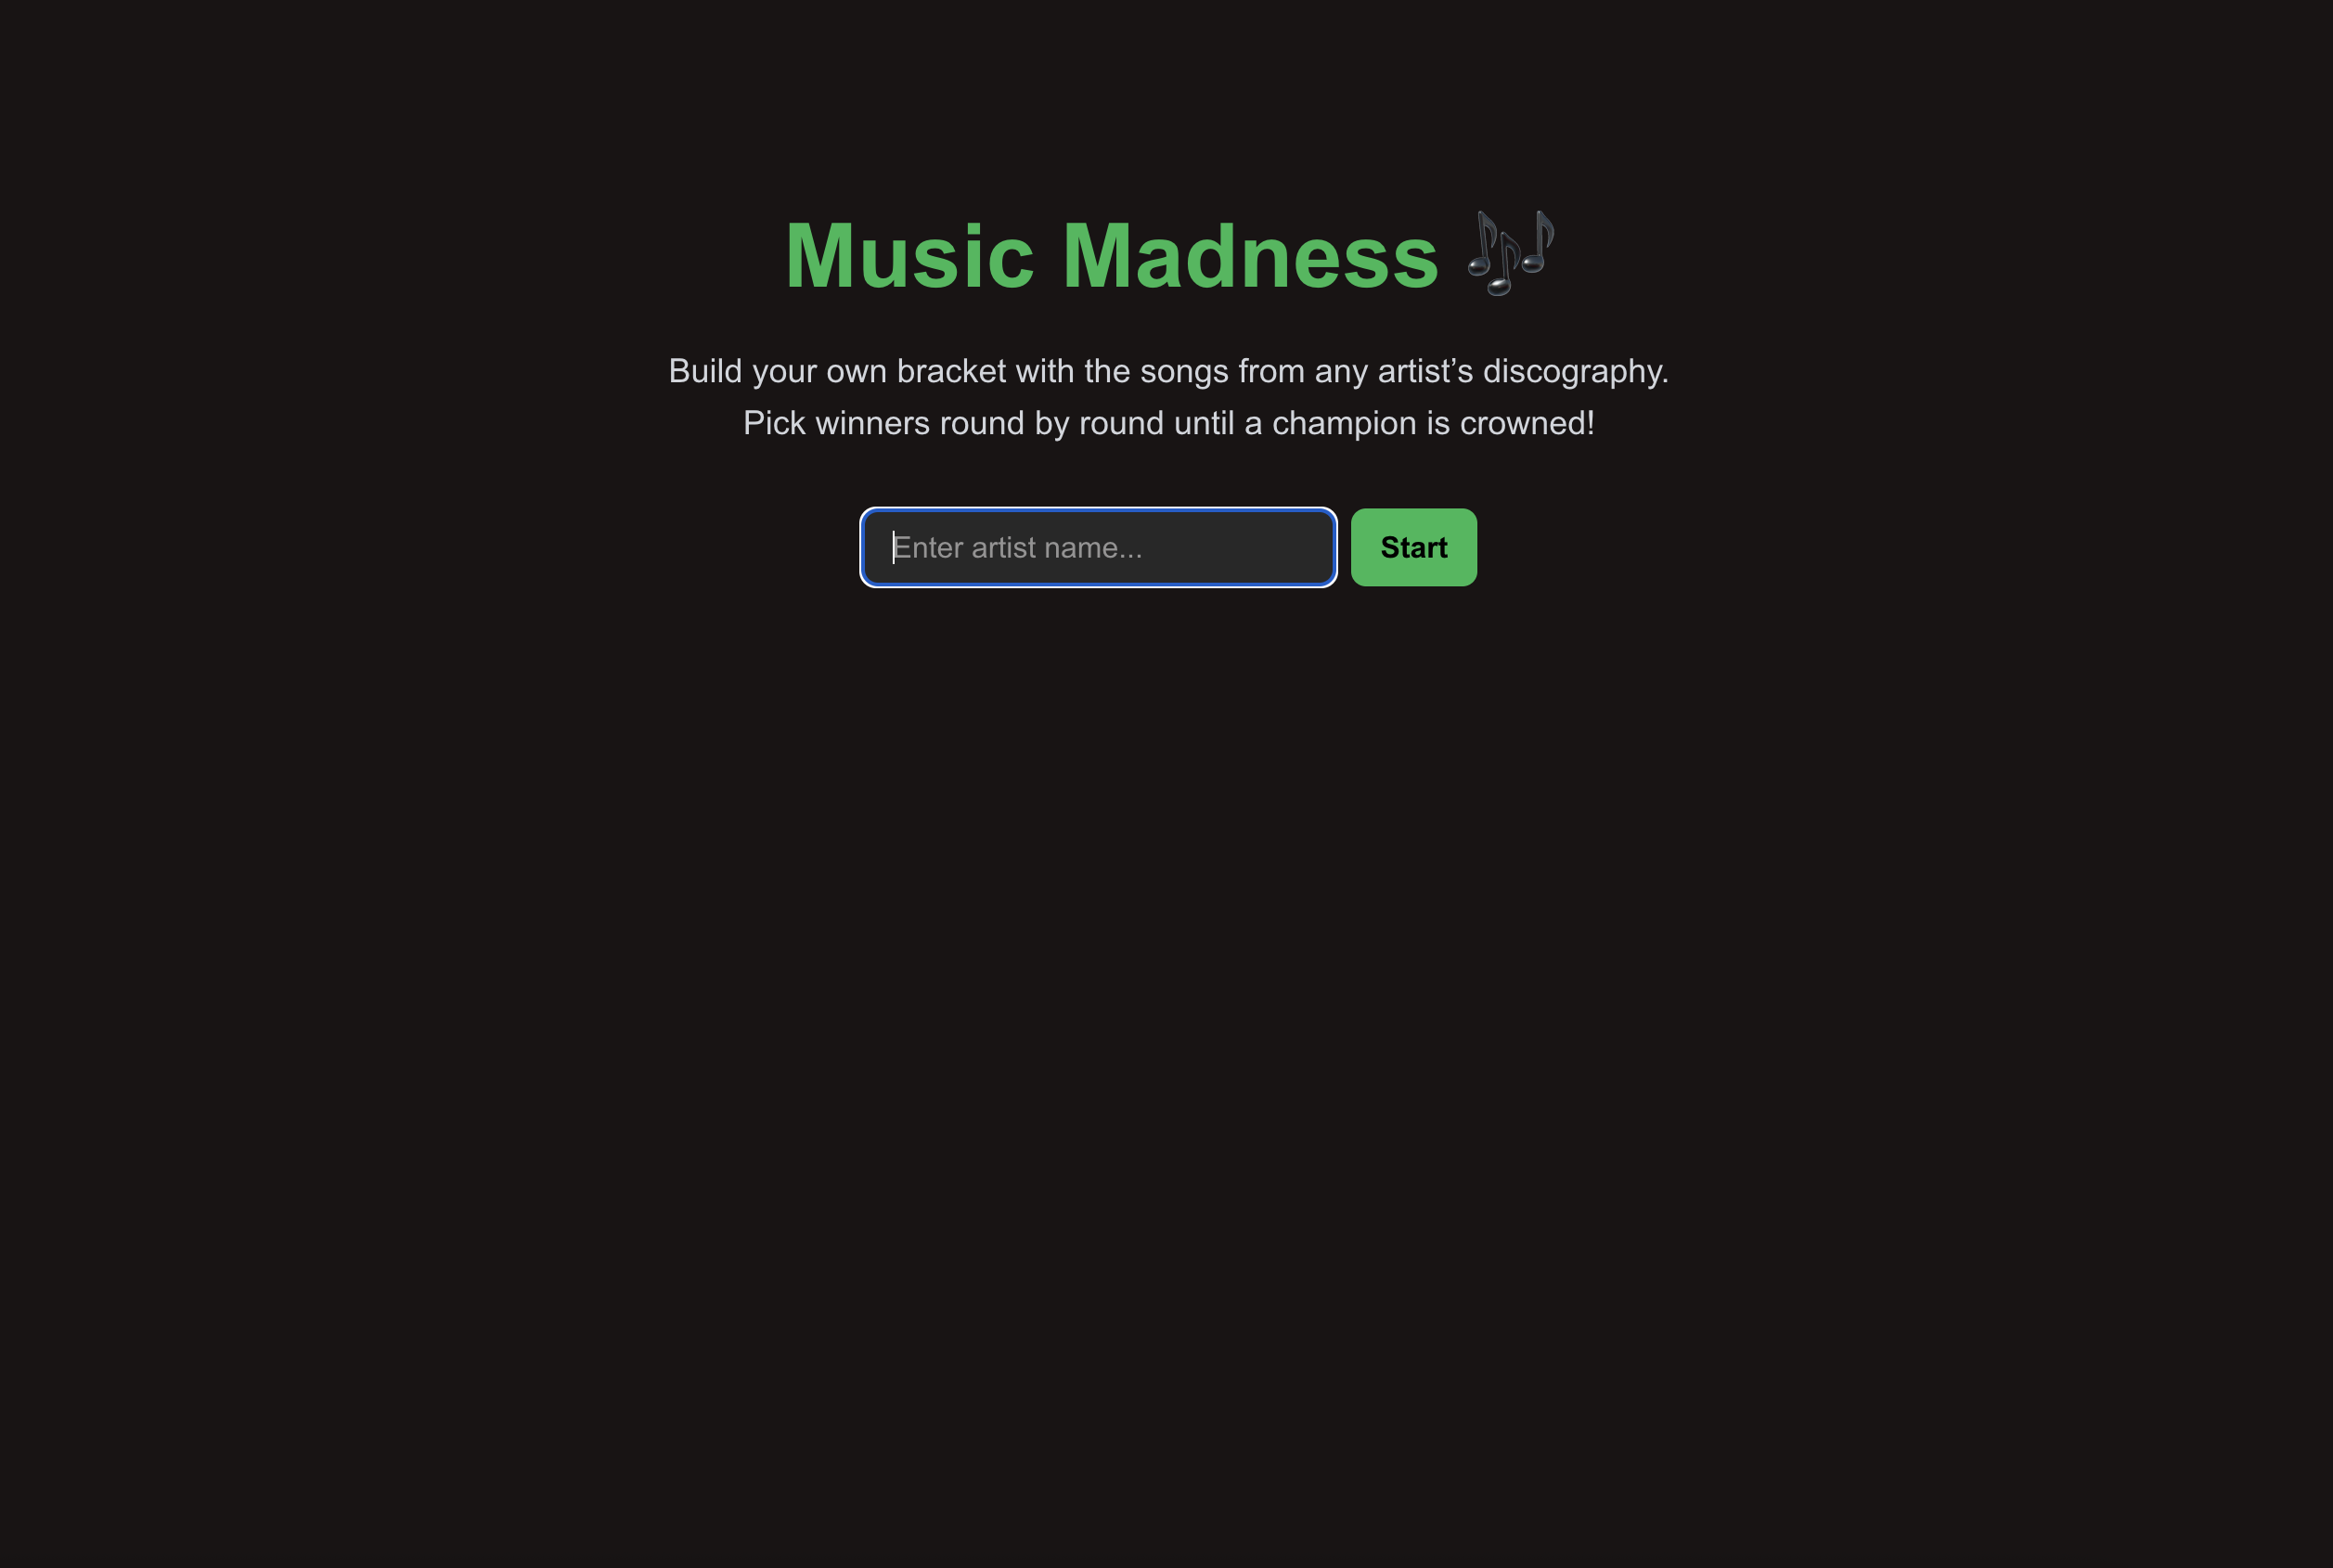 Music Madness 🎶
Build your own bracket with the songs from any artist’s discography.
Pick winners round by round until a champion is crowned!
Enter artist name...
Start